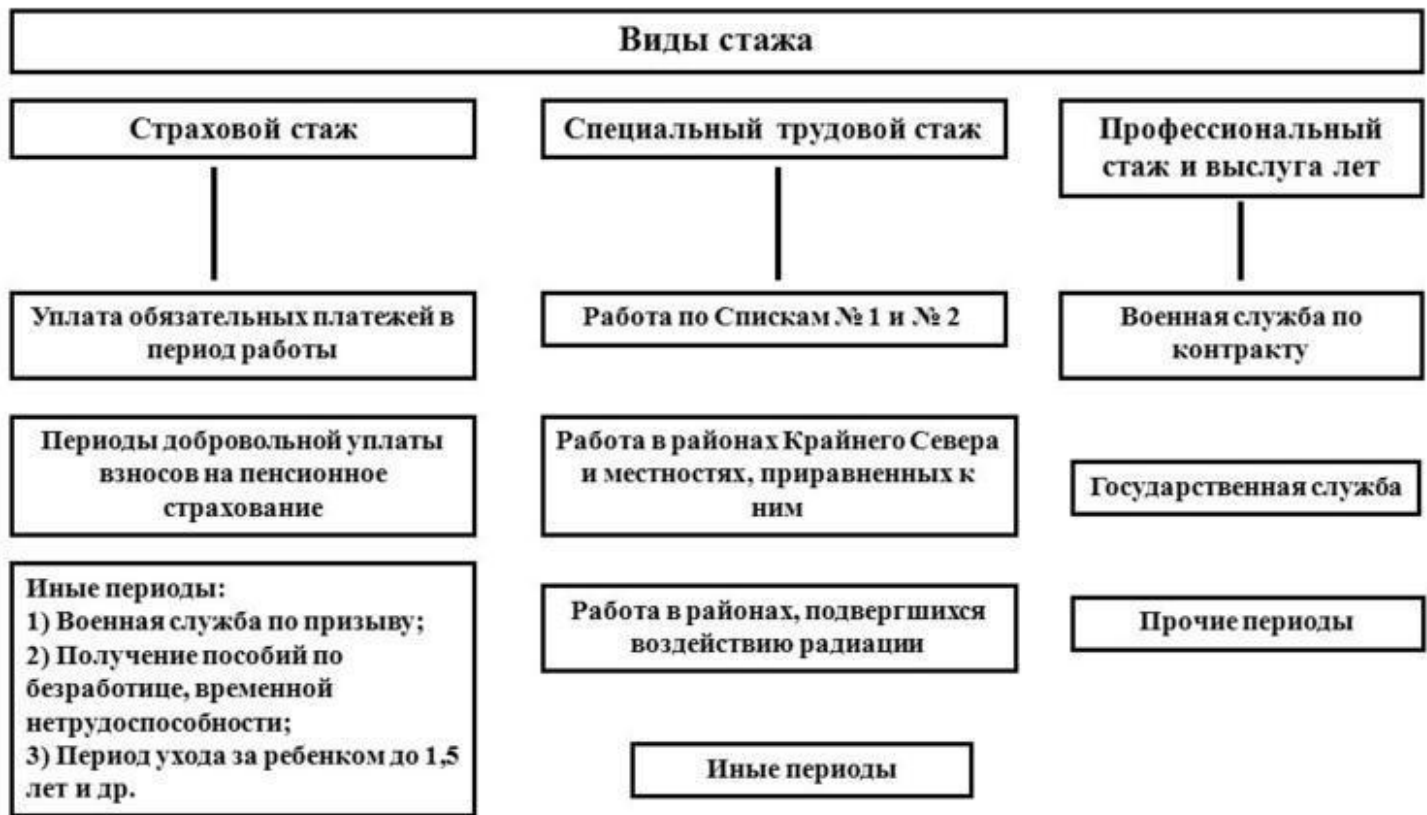 Виды стажа
Страховой стаж
Уплата обязательных платежей в
период работы
Периоды добровольной уплаты
взносов на пенсионное
страхование
Иные периоды:
1) Военная служба по призыву;
2) Получение пособий по
безработице, временной
нетрудоспособности;
3) Период ухода за ребенком до 1,5
лет и др.
Специальный трудовой стаж
Работа по Спискам № 1 и № 2
Работа в районах Крайнего Севера
и местностях, приравненных к
ним
Работа в районах, подвергшихся
воздействию радиации
Иные периоды
Профессиональный
стаж и выслуга лет
Военная служба по
контракту
Государственная служба
Прочие периоды